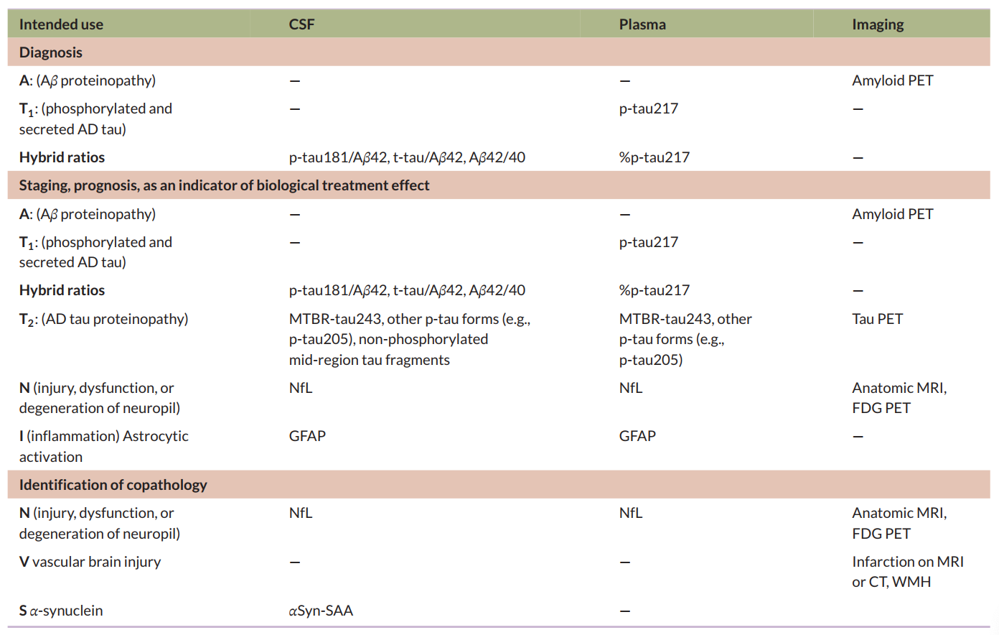 Intended use CSF Plasma Imaging
Diagnosis
A: (Aβ proteinopathy) — — Amyloid PET
T1: (phosphorylated and — p-tau217 —
secreted AD tau)
Hybrid ratios p-tau181/Aβ42, t-tau/Aβ42, Aβ42/40 %p-tau217 —
Staging, prognosis, as an indicator of biological treatment effect
A: (Aβ proteinopathy) — — Amyloid PET
T1: (phosphorylated and — p-tau217 —
secreted AD tau)
Hybrid ratios p-tau181/Aβ42, t-tau/Aβ42, Aβ42/40 %p-tau217 —
T2: (AD tau proteinopathy) MTBR-tau243, other p-tau forms (e.g., MTBR-tau243, other Tau PET
p-tau205), non-phosphorylated p-tau forms (e.g.,
mid-region tau fragments p-tau205)
N (injury, dysfunction, or NfL NfL Anatomic MRI,
degeneration of neuropil) FDG PET
I (inflammation) Astrocytic GFAP GFAP —
activation
Identification of copathology
N (injury, dysfunction, or NfL NfL Anatomic MRI,
degeneration of neuropil) FDG PET
V vascular brain injury — — Infarction on MRI
or CT, WMH
S α-synuclein αSyn-SAA —